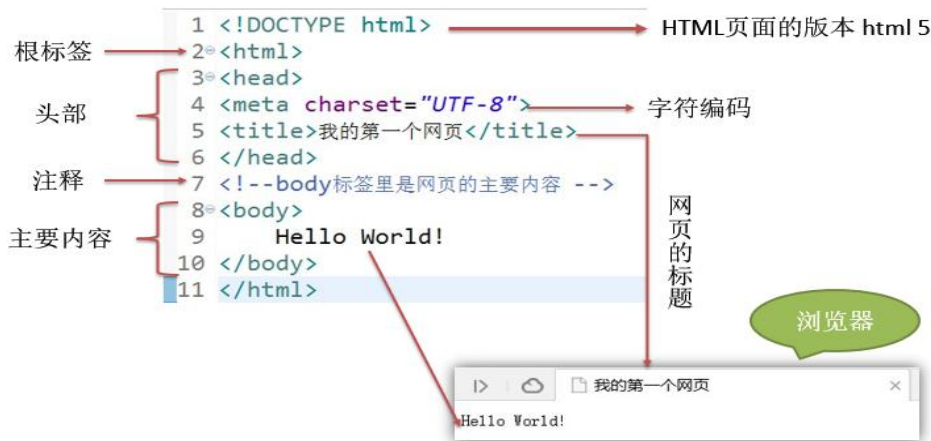 1 <!DOCTYPE html>
HTML页面的版本 html 5
根标签
2 <html>
3 <head>
头部
4 <meta charset="UTF-8">
字符编码
5 <title>我的第一个网页</title>
6 </head>
注释
7 <!--body标签里是网页的主要内容 -->
8 <body>
主要内容
9 Hello World!
10 </body>
11 </html>
网页的标题
浏览器
我的第一个网页
Hello World!